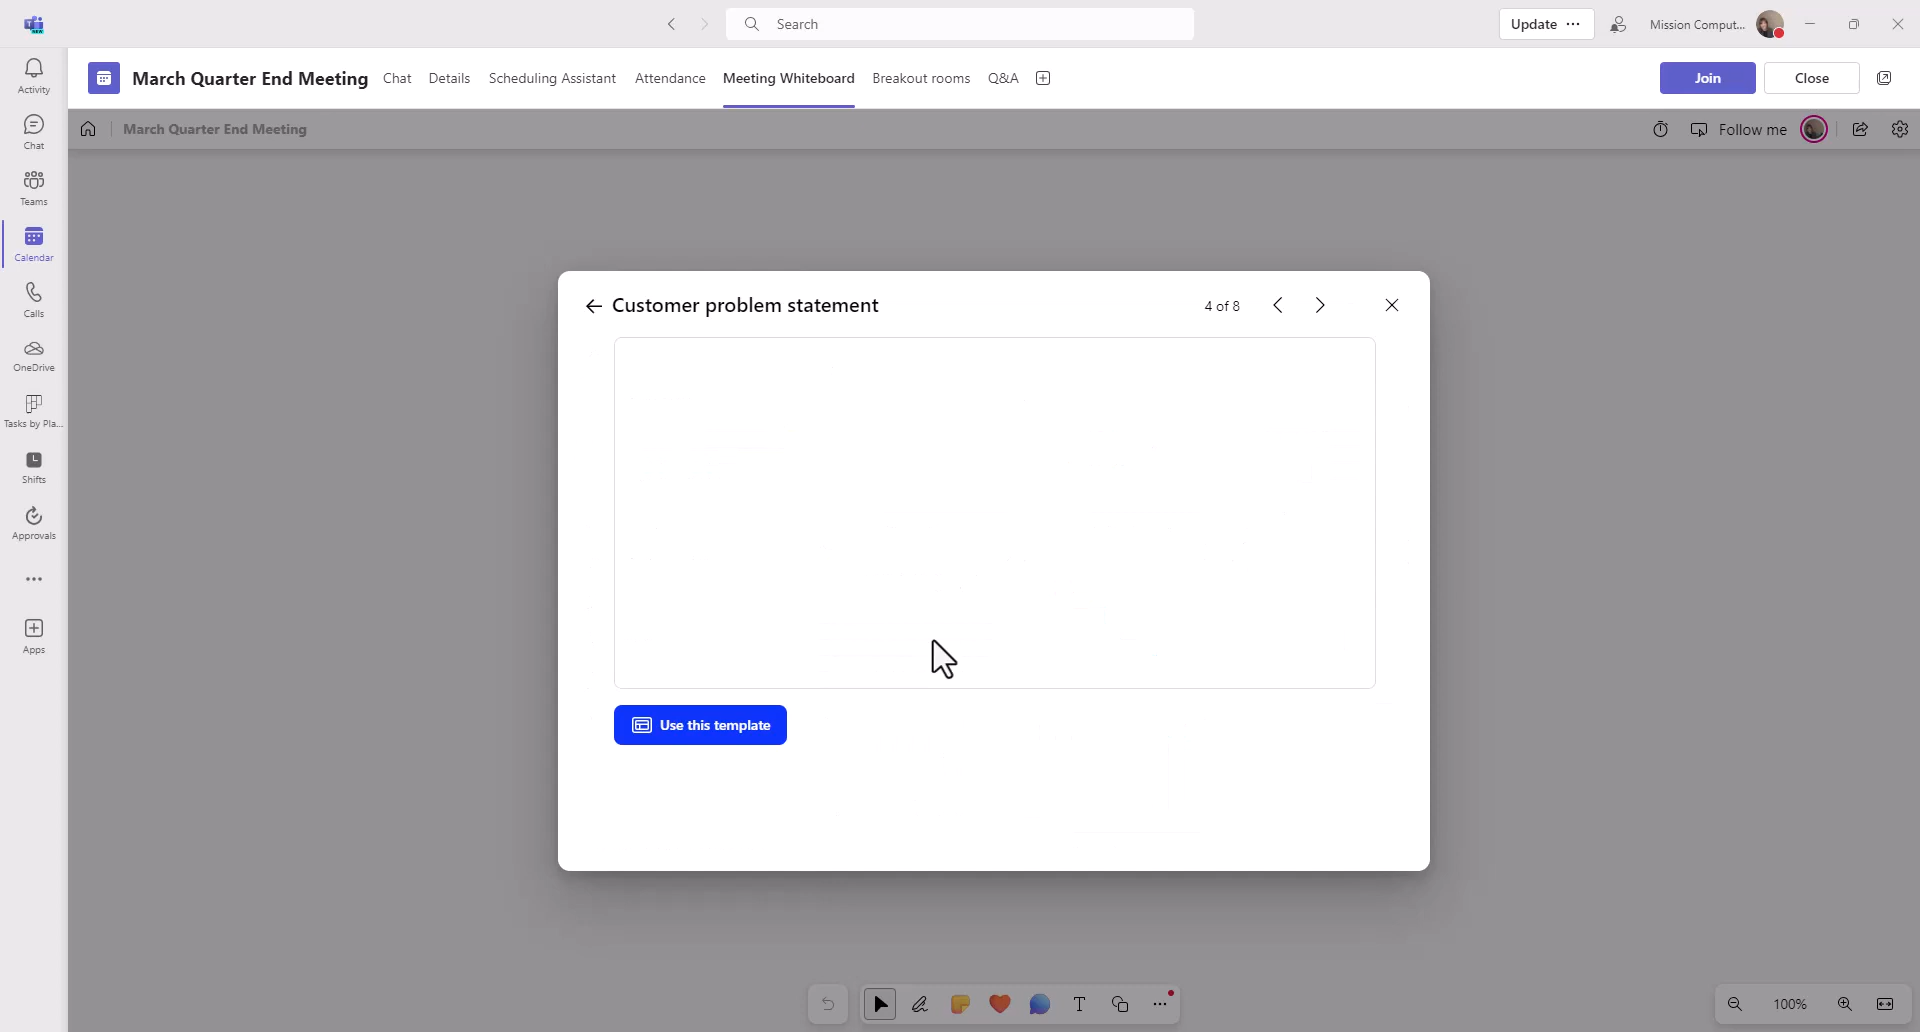 Search
Update
Mission Comput...
March Quarter End Meeting
Chat
Details
Scheduling Assistant
Attendance
Meeting Whiteboard
Breakout rooms
Q&A
Join
Close
Activity
Chat
Teams
Calendar
Calls
OneDrive
Tasks by Pla...
Shifts
Approvals
Apps
March Quarter End Meeting
Follow me
Customer problem statement
4 of 8
Use this template
100%